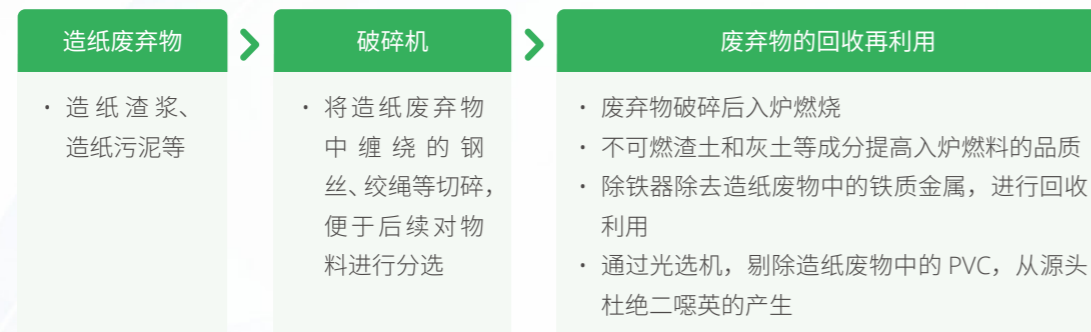 造纸废弃物
· 造纸渣浆、
造纸污泥等
破碎机
· 将造纸废弃物
中缠绕的钢
丝、绞绳等切碎，
便于后续对物
料进行分选
废弃物的回收再利用
· 废弃物破碎后入炉燃烧
· 不可燃渣土和灰土等成分提高入炉燃料的品质
· 除铁器除去造纸废物中的铁质金属，进行回收
利用
· 通过光选机，剔除造纸废物中的 PVC，从源头
杜绝二噁英的产生